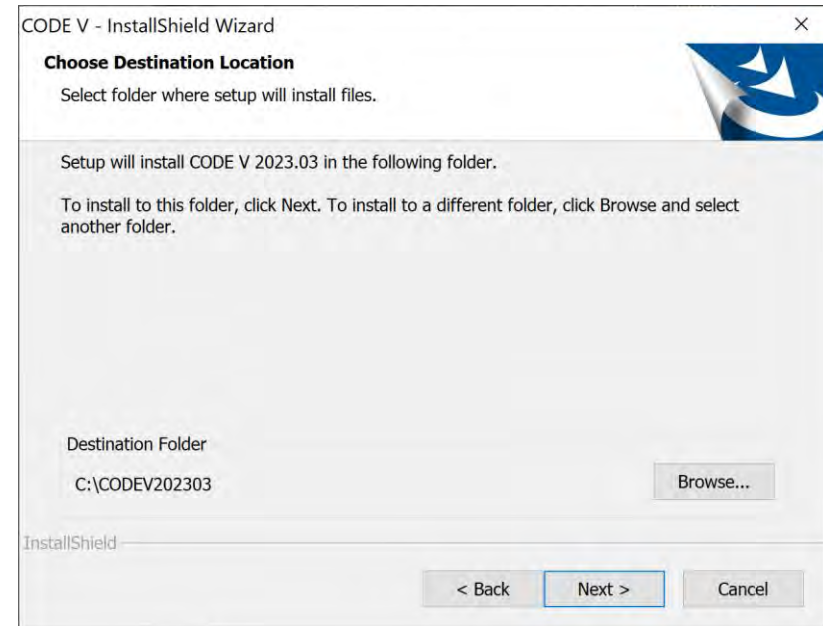 CODE V - InstallShield Wizard
Choose Destination Location
Select folder where setup will install files.
Setup will install CODE V 2023.03 in the following folder.
To install to this folder, click Next. To install to a different folder, click Browse and select
another folder.
Destination Folder
C:\CODEV202303
Browse...
InstallShield
< Back
Next >
Cancel